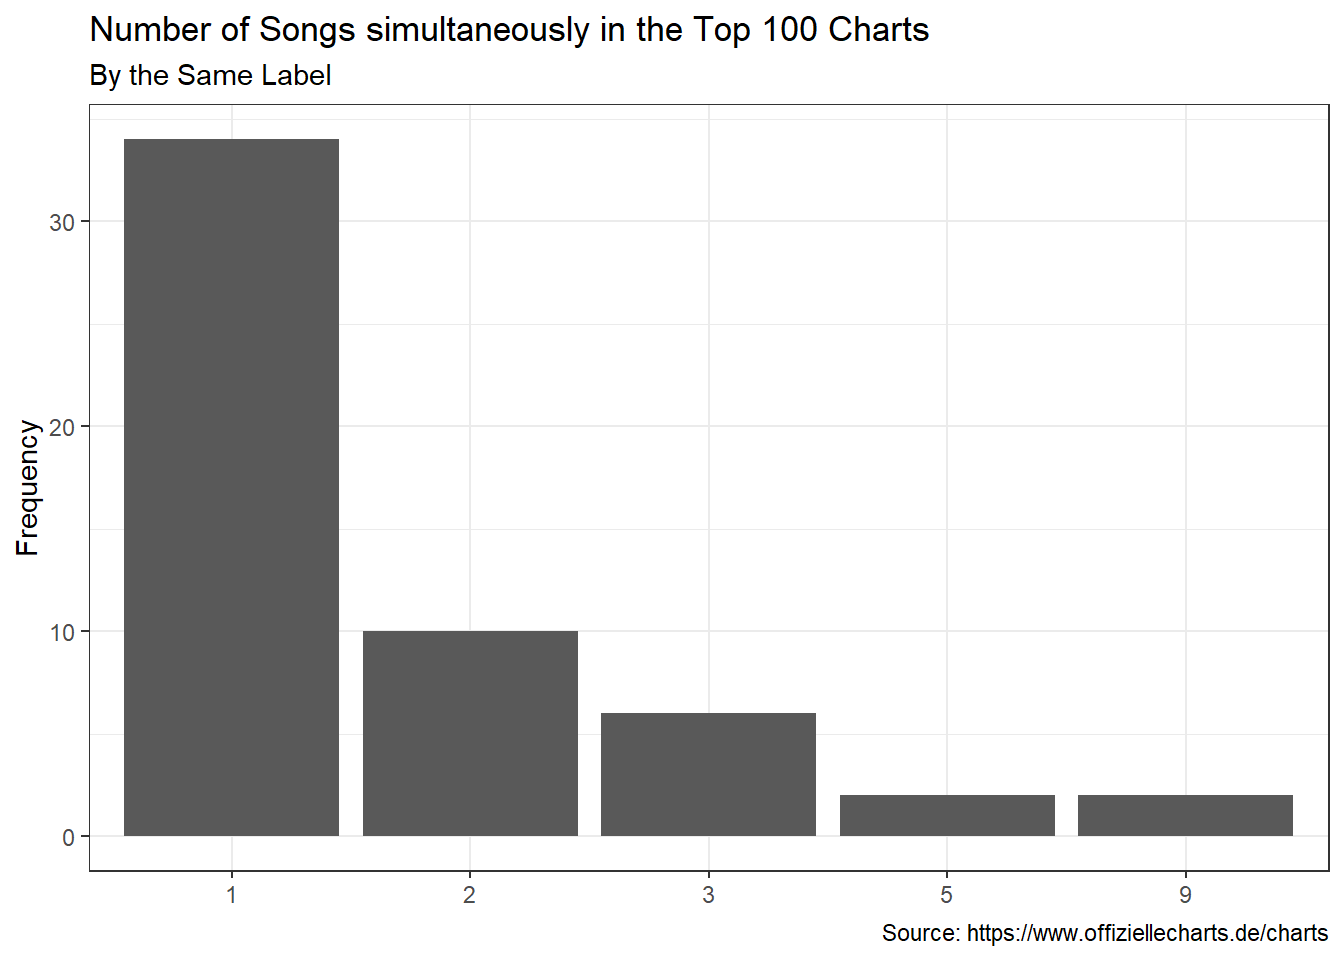 Number of Songs simultaneously in the Top 100 Charts
By the Same Label
Frequency
30
20
10
0
1 2 3 5 9
Source: https://www.offiziellecharts.de/charts